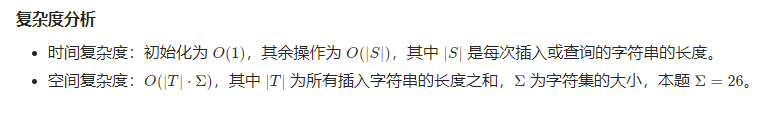 复杂度分析
• 时间复杂度：初始化为 O(1)，其余操作为 O(|S|)，其中 |S| 是每次插入或查询的字符串的长度。
• 空间复杂度：O(|T| · Σ)，其中 |T| 为所有插入字符串的长度之和，Σ 为字符集的大小，本题 Σ = 26。